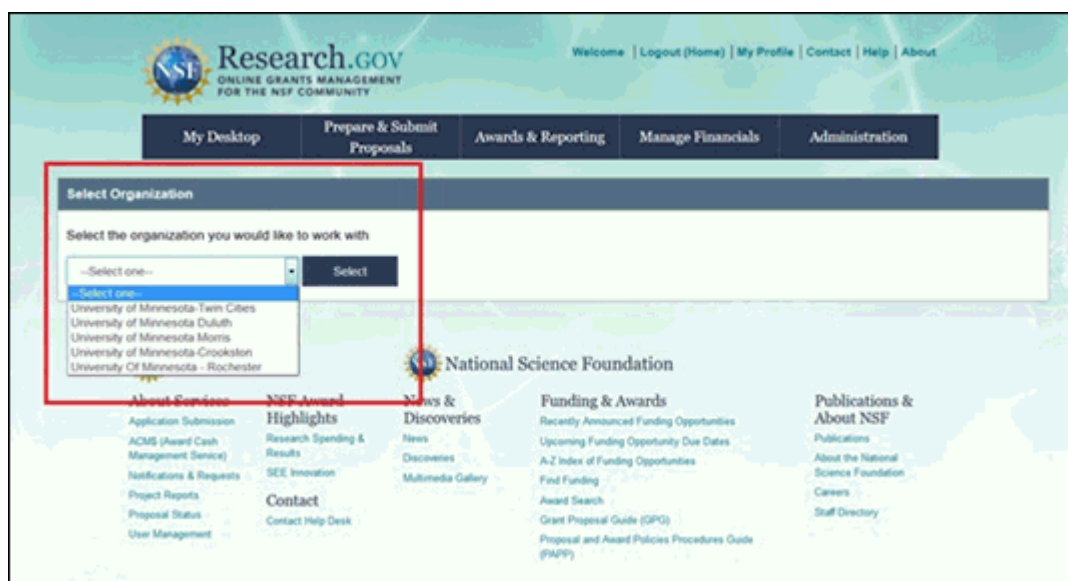 NSF
Research.gov
ONLINE GRANTS MANAGEMENT
FOR THE NSF COMMUNITY
Welcome | Logout (Home) | My Profile | Contact | Help | About
My Desktop
Prepare & Submit
Proposals
Awards & Reporting
Manage Financials
Administration
Select Organization
Select the organization you would like to work with
--Select one--
Select
--Select one--
University of Minnesota-Twin Cities
University of Minnesota Duluth
University of Minnesota Morris
University of Minnesota-Crookston
University Of Minnesota - Rochester
National Science Foundation
About Services
Application Submission
ACM$ (Award Cash
Management Service)
Notifications & Requests
Project Reports
Proposal Status
User Management
NSF Award
Highlights
Research Spending &
Results
SEE Innovation
Contact
Contact Help Desk
News &
Discoveries
News
Discoveries
Multimedia Gallery
Funding & Awards
Recently Announced Funding Opportunities
Upcoming Funding Opportunity Due Dates
A-Z Index of Funding Opportunities
Find Funding
Award Search
Grant Proposal Guide (GPG)
Proposal and Award Policies Procedures Guide
(PAPP)
Publications &
About NSF
Publications
About the National
Science Foundation
Careers
Staff Directory